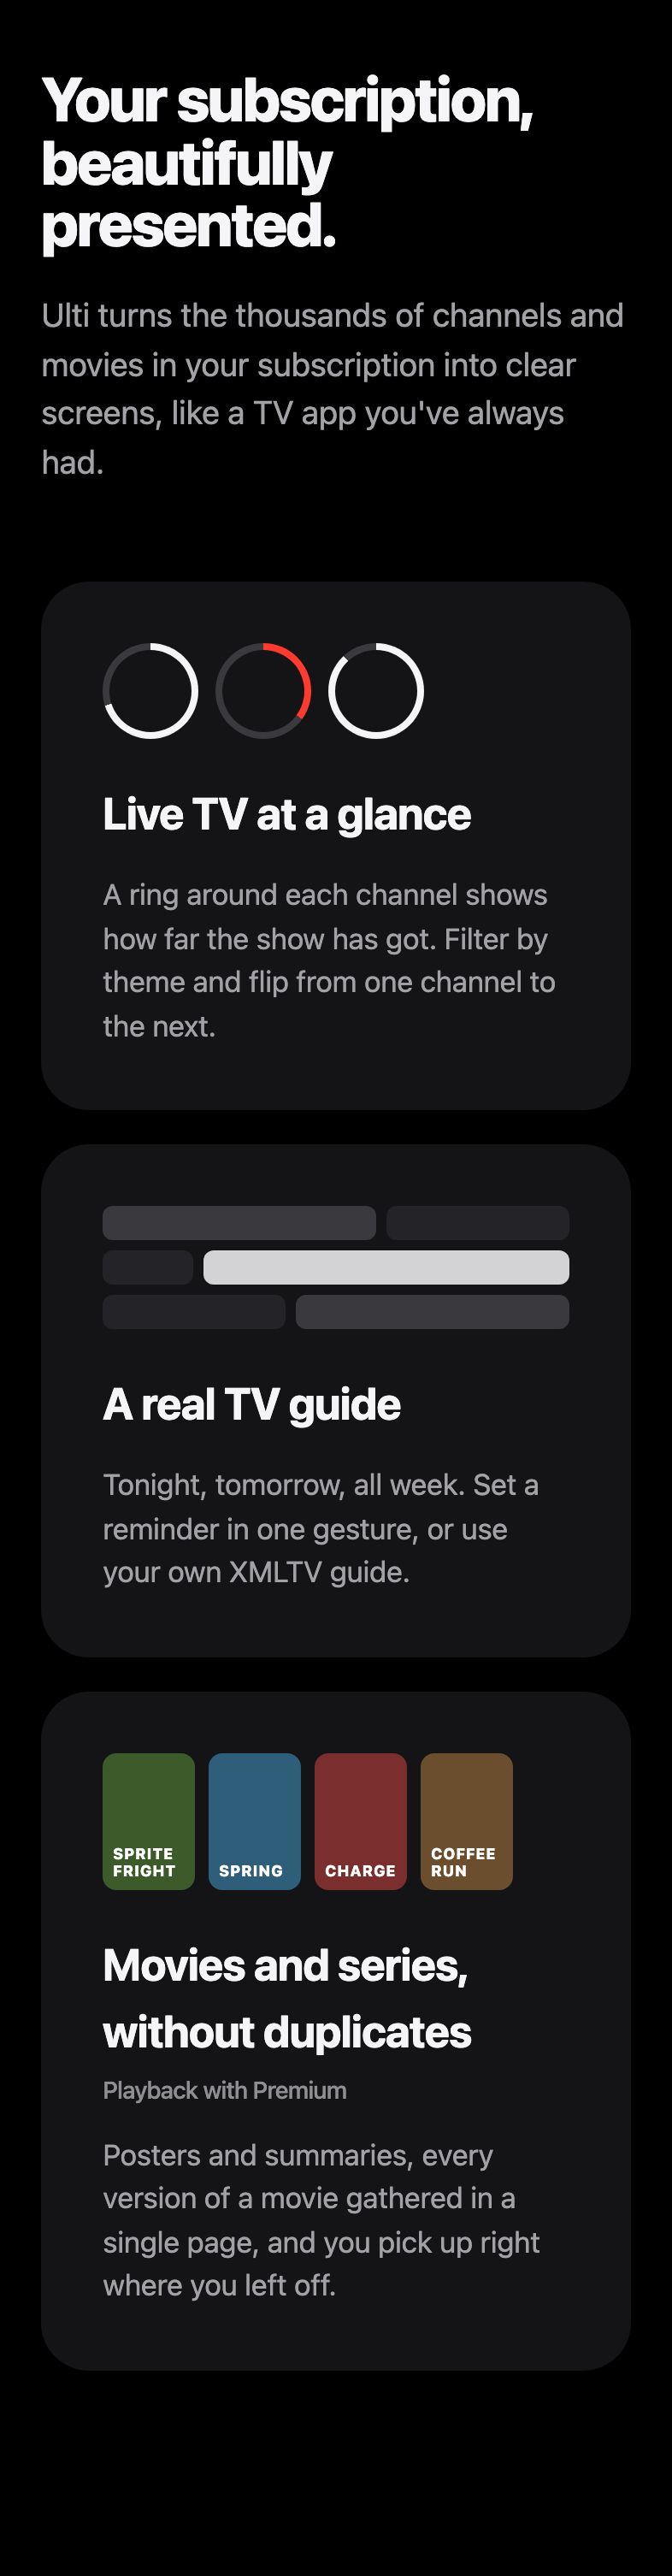 Your subscription,
beautifully
presented.
Ulti turns the thousands of channels and
movies in your subscription into clear
screens, like a TV app you've always
had.
Live TV at a glance
A ring around each channel shows
how far the show has got. Filter by
theme and flip from one channel to
the next.
A real TV guide
Tonight, tomorrow, all week. Set a
reminder in one gesture, or use
your own XMLTV guide.
SPRITE
FRIGHT
SPRING
CHARGE
COFFEE
RUN
Movies and series,
without duplicates
Playback with Premium
Posters and summaries, every
version of a movie gathered in a
single page, and you pick up right
where you left off.